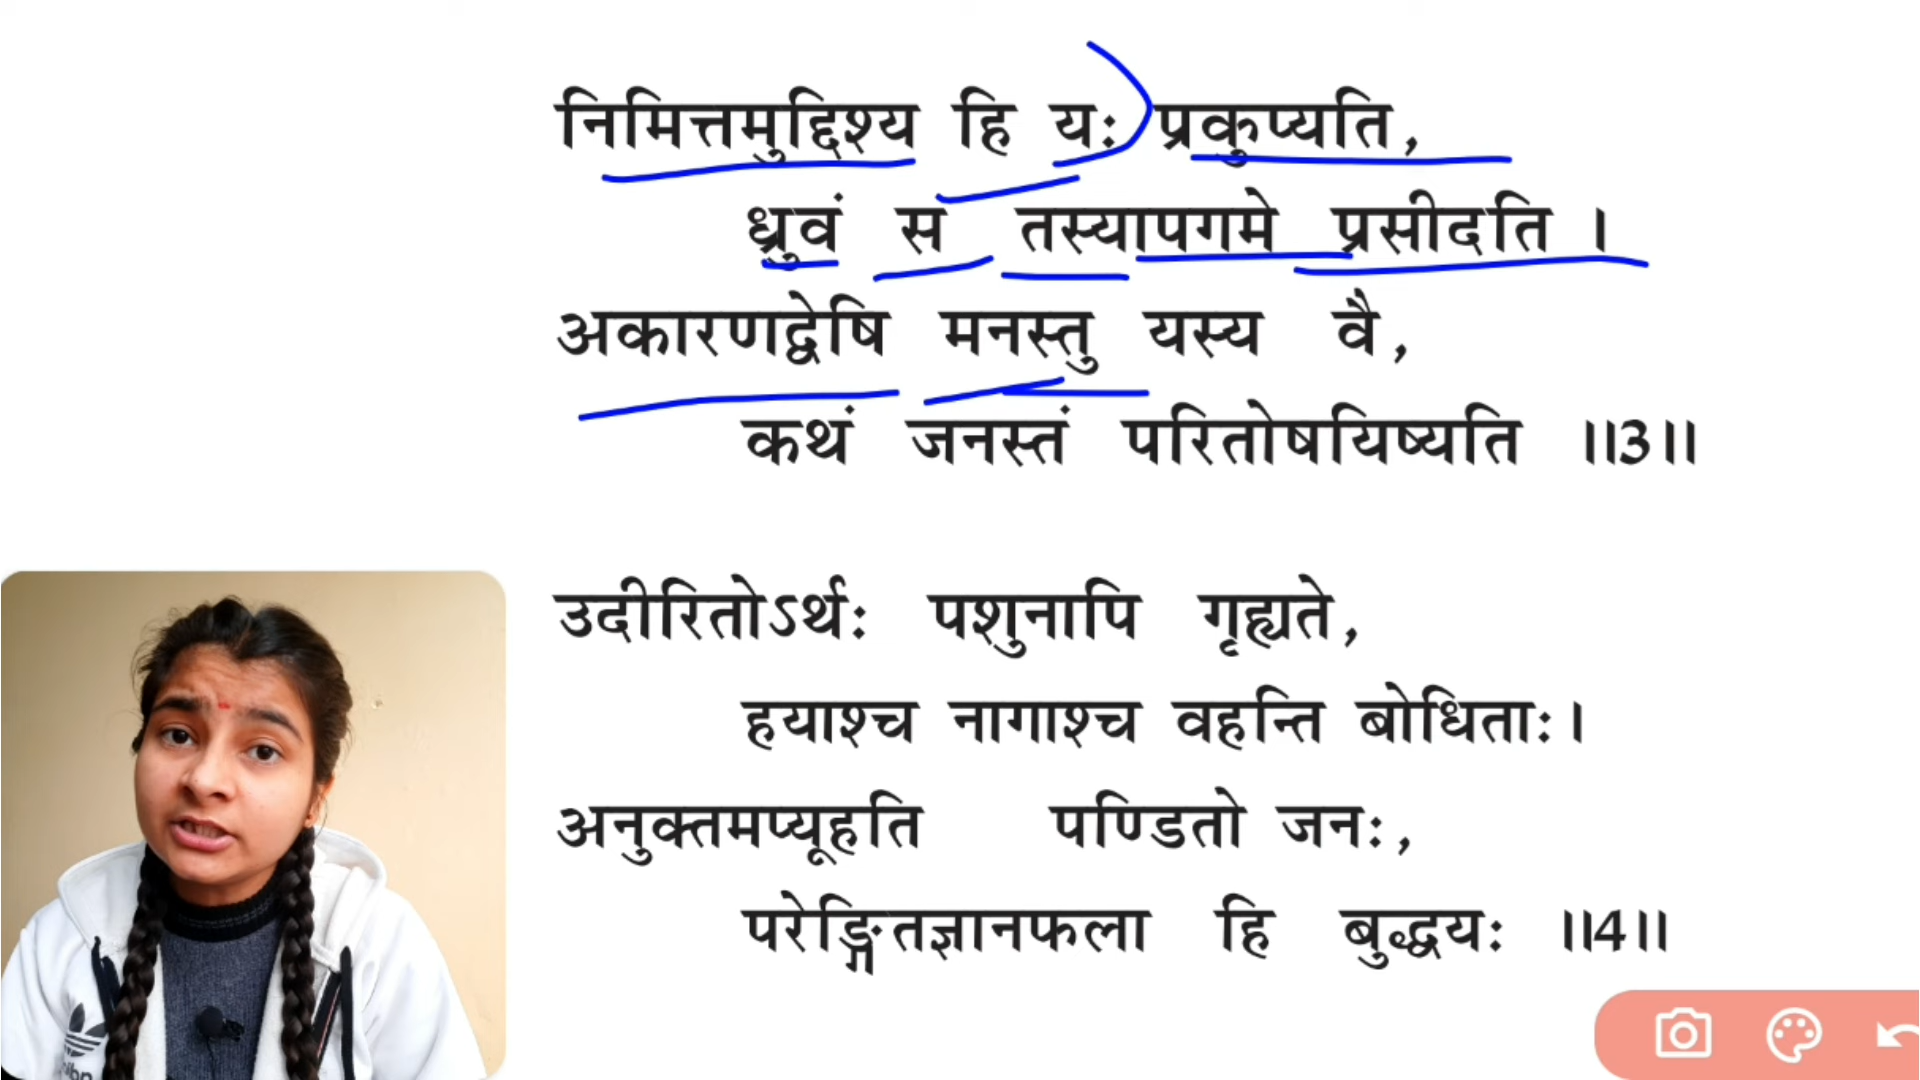 निमित्तमुद्दिश्य हि यः प्रकुप्यति,
ध्रुवं स तस्यापगमे प्रसीदति ।
अकारणद्वेषि मनस्तु यस्य वै,
कथं जनस्तं परितोषयिष्यति ।।3।।
उदीरितोऽर्थः पशुनापि गृह्यते,
हयाश्च नागाश्च वहन्ति बोधिताः।
अनुक्तमप्यूहति पण्डितो जनः,
परेङ्गितज्ञानफला हि बुद्धयः ।।4।।